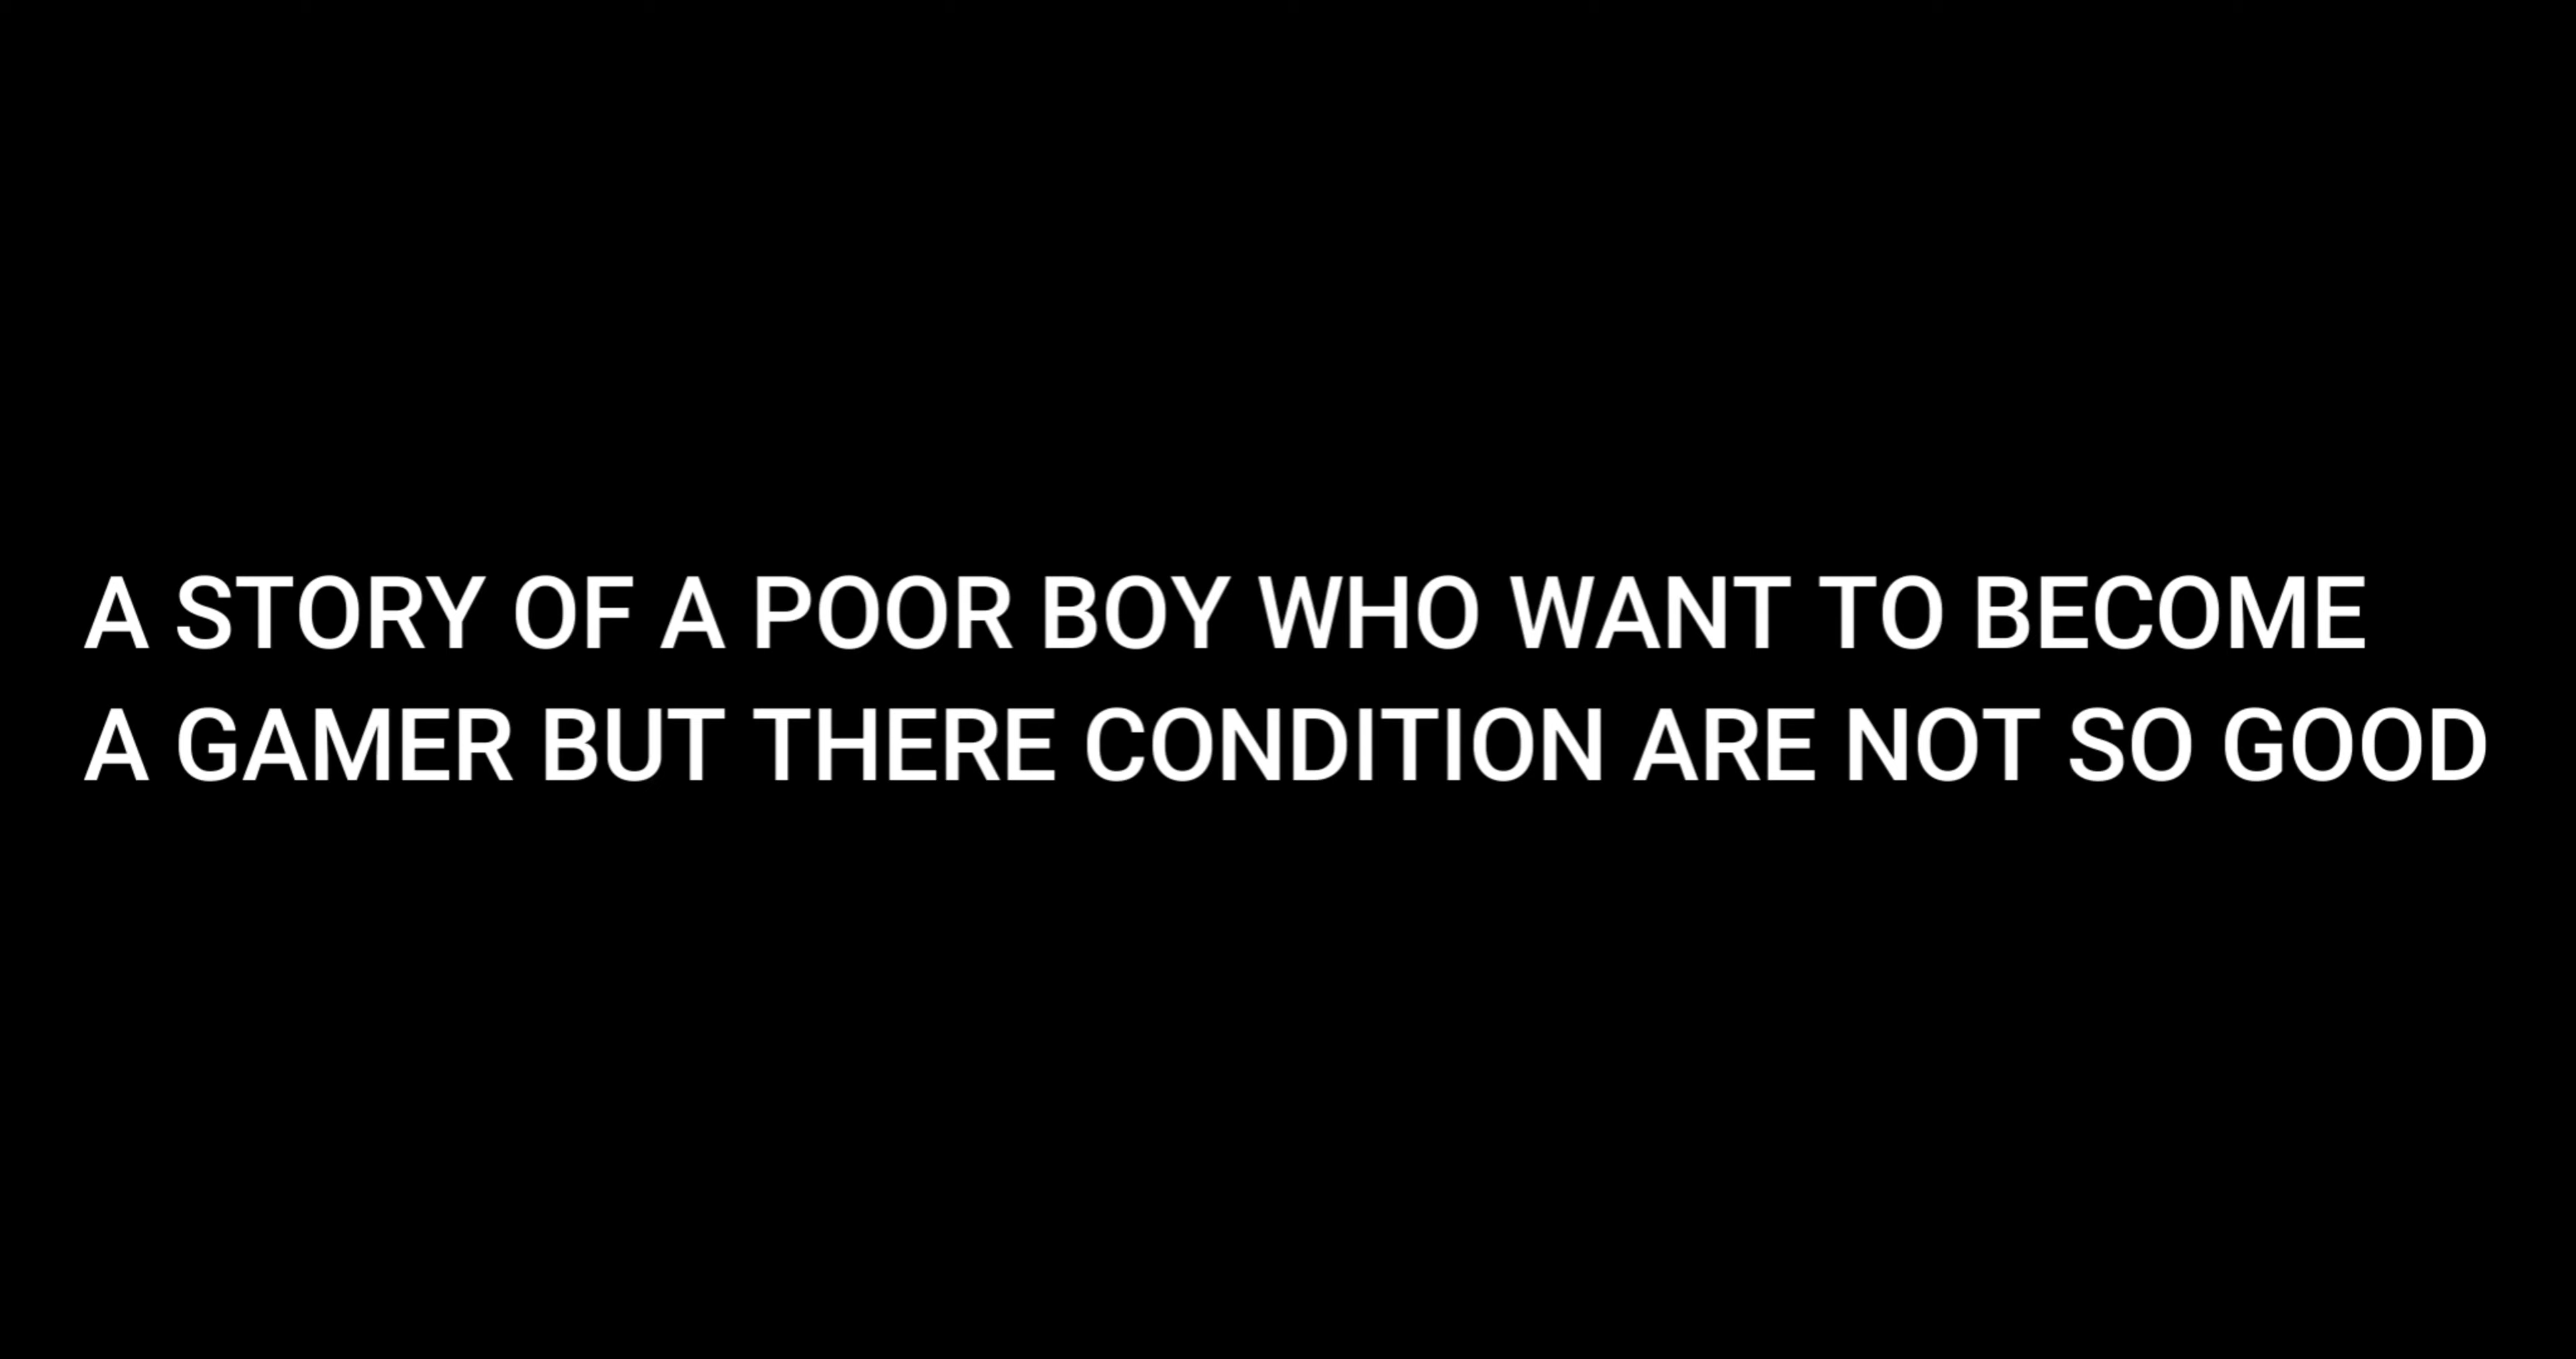 A STORY OF A POOR BOY WHO WANT TO BECOME
A GAMER BUT THERE CONDITION ARE NOT SO GOOD